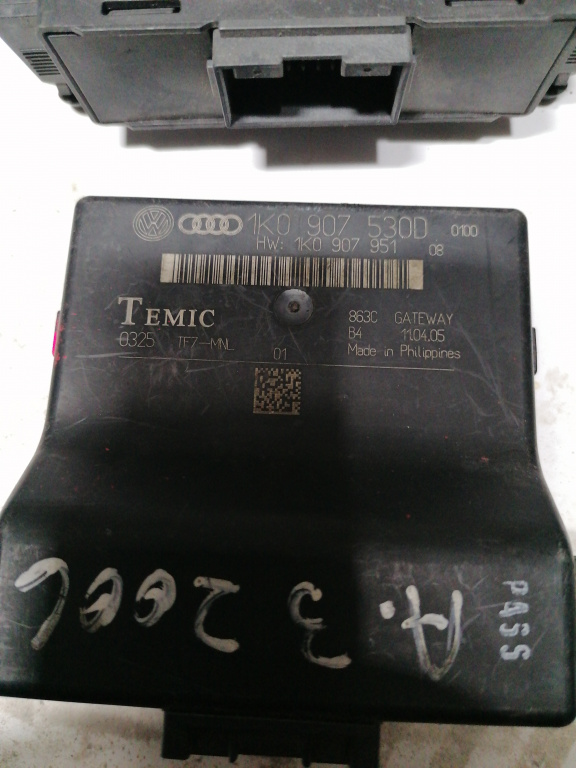 1K0 907 530D 0100
HW: 1K0 907 951 08
TEMIC
863C GATEWAY
0325 TFZ-MNL 01
B4 11.04.05
Made in Philippines
PASS
A.3 2006